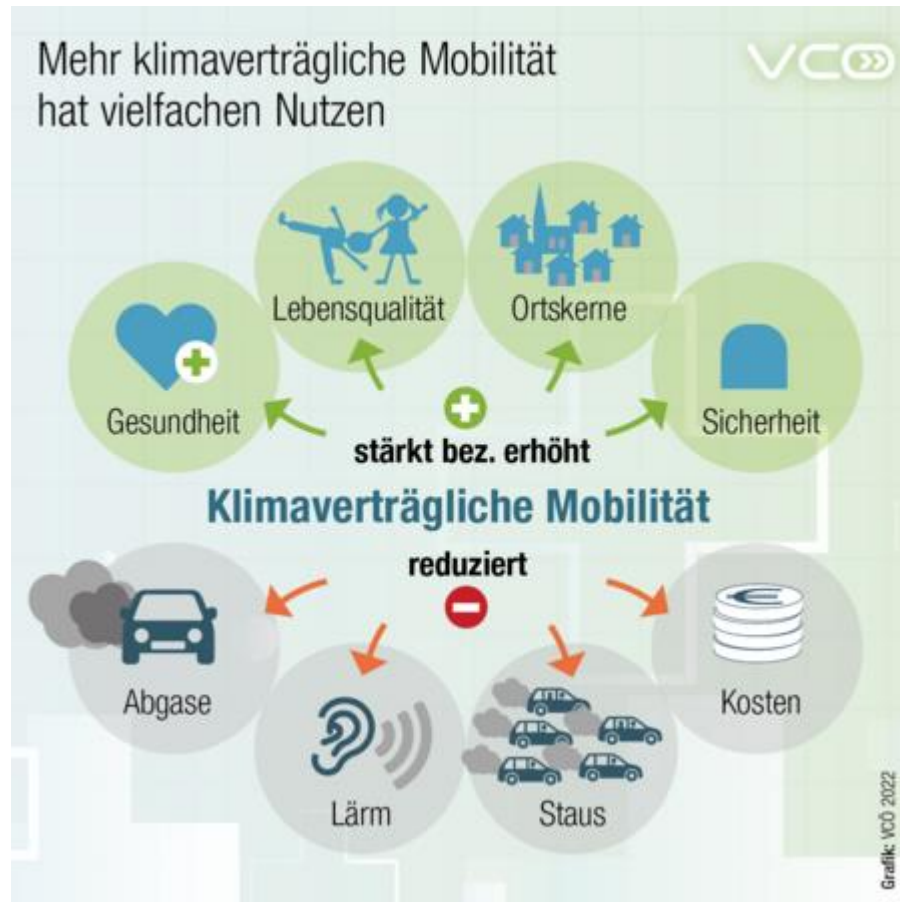 Mehr klimaverträgliche Mobilität
hat vielfachen Nutzen
VCÖ
Lebensqualität
Ortskerne
Gesundheit
Sicherheit
stärkt bez. erhöht
Klimaverträgliche Mobilität
reduziert
Abgase
Kosten
Lärm
Staus
Grafik: VCÖ 2022